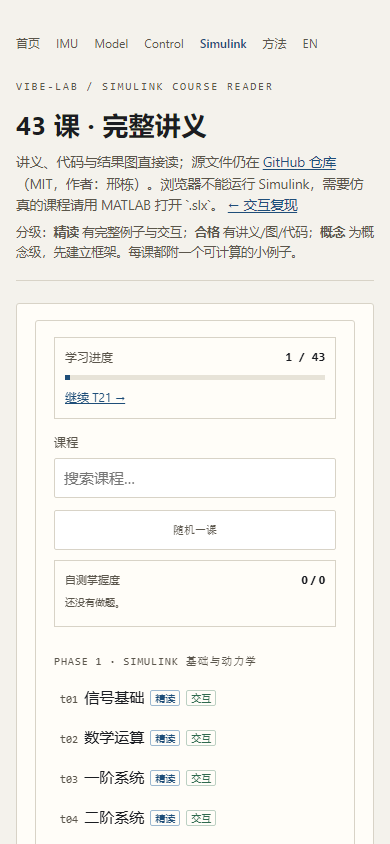 首页 IMU Model Control Simulink 方法 EN
VIBE-LAB / SIMULINK COURSE READER
43 课 · 完整讲义
讲义、代码与结果图直接读；源文件仍在 GitHub 仓库
（MIT，作者：邢栋）。浏览器不能运行 Simulink，需要仿
真的课程请用 MATLAB 打开 `.slx`。 ← 交互复现
分级：精读 有完整例子与交互；合格 有讲义/图/代码；概念 为概
念级，先建立框架。每课都附一个可计算的小例子。
学习进度 1 / 43
继续 T21 →
课程
搜索课程…
随机一课
自测掌握度 0 / 0
还没有做题。
PHASE 1 · SIMULINK 基础与动力学
t01 信号基础 精读 交互
t02 数学运算 精读 交互
t03 一阶系统 精读 交互
t04 二阶系统 精读 交互